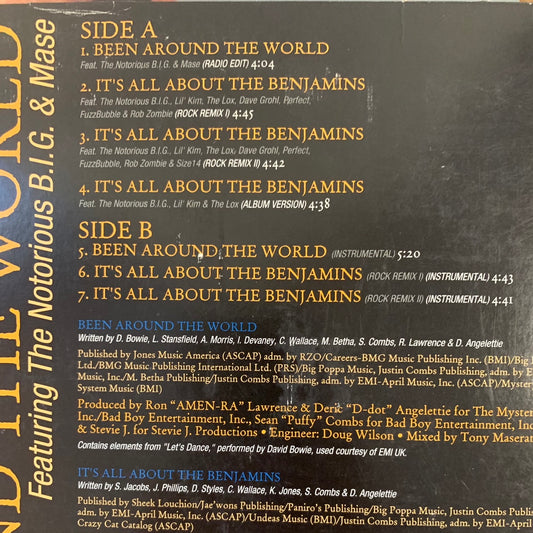 ND THE WORLD
Featuring The Notorious B.I.G. & Mase
SIDE A
1. BEEN AROUND THE WORLD
Feat. The Notorious B.I.G. & Mase (RADIO EDIT) 4:04
2. IT'S ALL ABOUT THE BENJAMINS
Feat. The Notorious B.I.G., Lil' Kim, The Lox, Dave Grohl, Perfect,
FuzzBubble & Rob Zombie (ROCK REMIX I) 4:45
3. IT'S ALL ABOUT THE BENJAMINS
Feat. The Notorious B.I.G., Lil' Kim, The Lox, Dave Grohl, Perfect,
FuzzBubble, Rob Zombie & Size14 (ROCK REMIX II) 4:42
4. IT'S ALL ABOUT THE BENJAMINS
Feat. The Notorious B.I.G., Lil' Kim & The Lox (ALBUM VERSION) 4:38
SIDE B
5. BEEN AROUND THE WORLD (INSTRUMENTAL) 5:20
6. IT'S ALL ABOUT THE BENJAMINS (ROCK REMIX I) (INSTRUMENTAL) 4:43
7. IT'S ALL ABOUT THE BENJAMINS (ROCK REMIX II) (INSTRUMENTAL) 4:41
BEEN AROUND THE WORLD
Written by D. Bowie, L. Stansfield, A. Morris, I. Devaney, C. Wallace, M. Betha, S. Combs, R. Lawrence & D. Angelettie
Published by Jones Music America (ASCAP) adm. by RZO/Careers-BMG Music Publishing Inc. (BMI)/Big
Ltd./BMG Music Publishing International Ltd. (PRS)/Big Poppa Music, Justin Combs Publishing, adm. by E
Music, Inc./M. Betha Publishing/Justin Combs Publishing, adm. by EMI-April Music, Inc. (ASCAP)/Myster
System Music (BMI)
Produced by Ron "AMEN-RA" Lawrence & Deric "D-dot" Angelettie for The Myster
Inc./Bad Boy Entertainment, Inc., Sean "Puffy" Combs for Bad Boy Entertainment, Inc
& Stevie J. for Stevie J. Productions • Engineer: Doug Wilson • Mixed by Tony Maserat
Contains elements from "Let's Dance," performed by David Bowie, used courtesy of EMI UK.
IT'S ALL ABOUT THE BENJAMINS
Written by S. Jacobs, J. Phillips, D. Styles, C. Wallace, K. Jones, S. Combs & D. Angelettie
Published by Sheek Louchion/Jae'wons Publishing/Paniro's Publishing/Big Poppa Music, Justin Combs
adm. by EMI-April Music, Inc. (ASCAP)/Undeas Music (BMI)/Justin Combs Publishing, adm. by EMI-April
Crazy Cat Catalog (ASCAP)